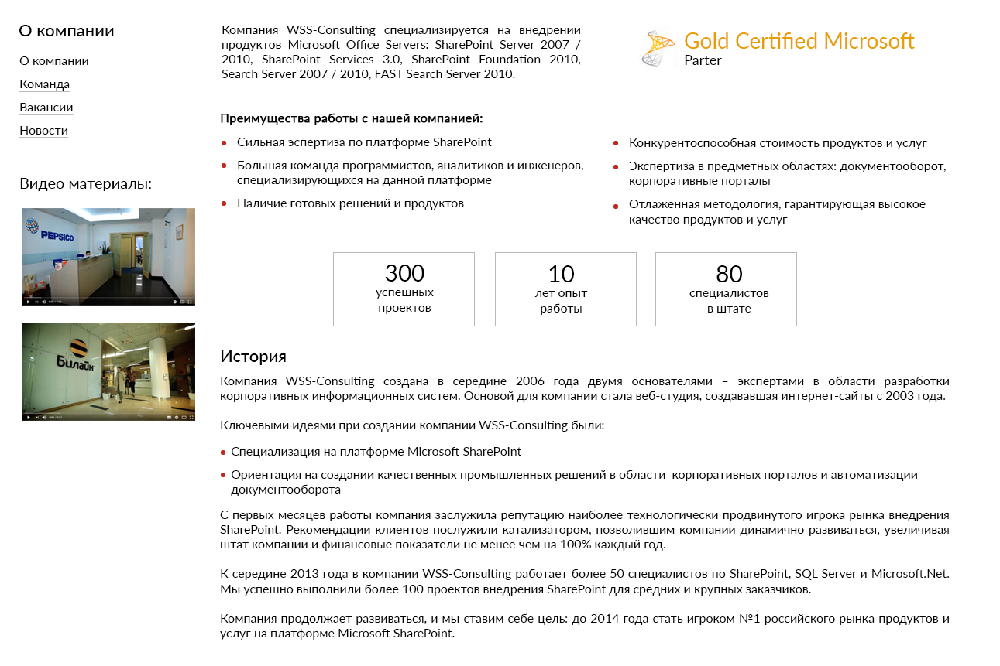 О компании
О компании
Команда
Вакансии
Новости
Видео материалы:
PEPSICO
Билайн
Компания WSS-Consulting специализируется на внедрении
продуктов Microsoft Office Servers: SharePoint Server 2007 /
2010, SharePoint Services 3.0, SharePoint Foundation 2010,
Search Server 2007 / 2010, FAST Search Server 2010.
Gold Certified Microsoft
Parter
Преимущества работы с нашей компанией:
Сильная эспертиза по платформе SharePoint
Большая команда программистов, аналитиков и инженеров,
специализирующихся на данной платформе
Наличие готовых решений и продуктов
Конкурентоспособная стоимость продуктов и услуг
Экспертиза в предметных областях: документооборот,
корпоративные порталы
Отлаженная методология, гарантирующая высокое
качество продуктов и услуг
300
успешных
проектов
10
лет опыт
работы
80
специалистов
в штате
История
Компания WSS-Consulting создана в середине 2006 года двумя основателями – экспертами в области разработки
корпоративных информационных систем. Основой для компании стала веб-студия, создававшая интернет-сайты с 2003 года.
Ключевыми идеями при создании компании WSS-Consulting были:
Специализация на платформе Microsoft SharePoint
Ориентация на создании качественных промышленных решений в области корпоративных порталов и автоматизации
документооборота
С первых месяцев работы компания заслужила репутацию наиболее технологически продвинутого игрока рынка внедрения
SharePoint. Рекомендации клиентов послужили катализатором, позволившим компании динамично развиваться, увеличивая
штат компании и финансовые показатели не менее чем на 100% каждый год.
К середине 2013 года в компании WSS-Consulting работает более 50 специалистов по SharePoint, SQL Server и Microsoft.Net.
Мы успешно выполнили более 100 проектов внедрения SharePoint для средних и крупных заказчиков.
Компания продолжает развиваться, и мы ставим себе цель: до 2014 года стать игроком №1 российского рынка продуктов и
услуг на платформе Microsoft SharePoint.